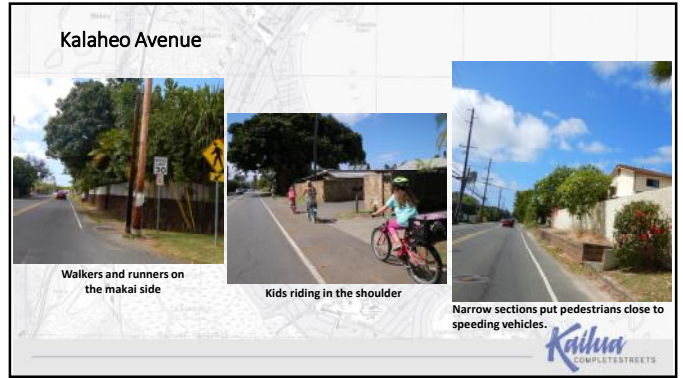 Kalaheo Avenue
30
Walkers and runners on
the makai side
Kids riding in the shoulder
Narrow sections put pedestrians close to
speeding vehicles.
Kailua
COMPLETESTREETS